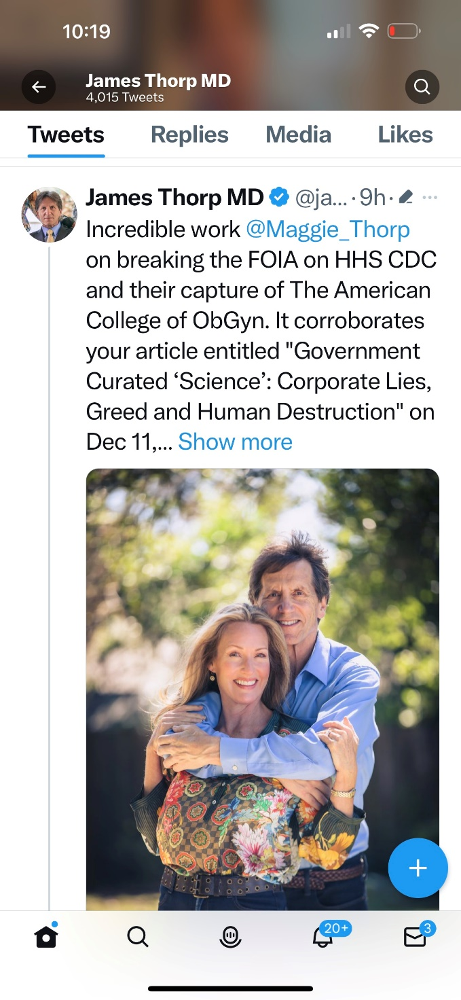 10:19
James Thorp MD
4,015 Tweets
Tweets Replies Media Likes
James Thorp MD @ja... · 9h ·
Incredible work @Maggie_Thorp
on breaking the FOIA on HHS CDC
and their capture of The American
College of ObGyn. It corroborates
your article entitled "Government
Curated ‘Science’: Corporate Lies,
Greed and Human Destruction" on
Dec 11,... Show more
20+ 3